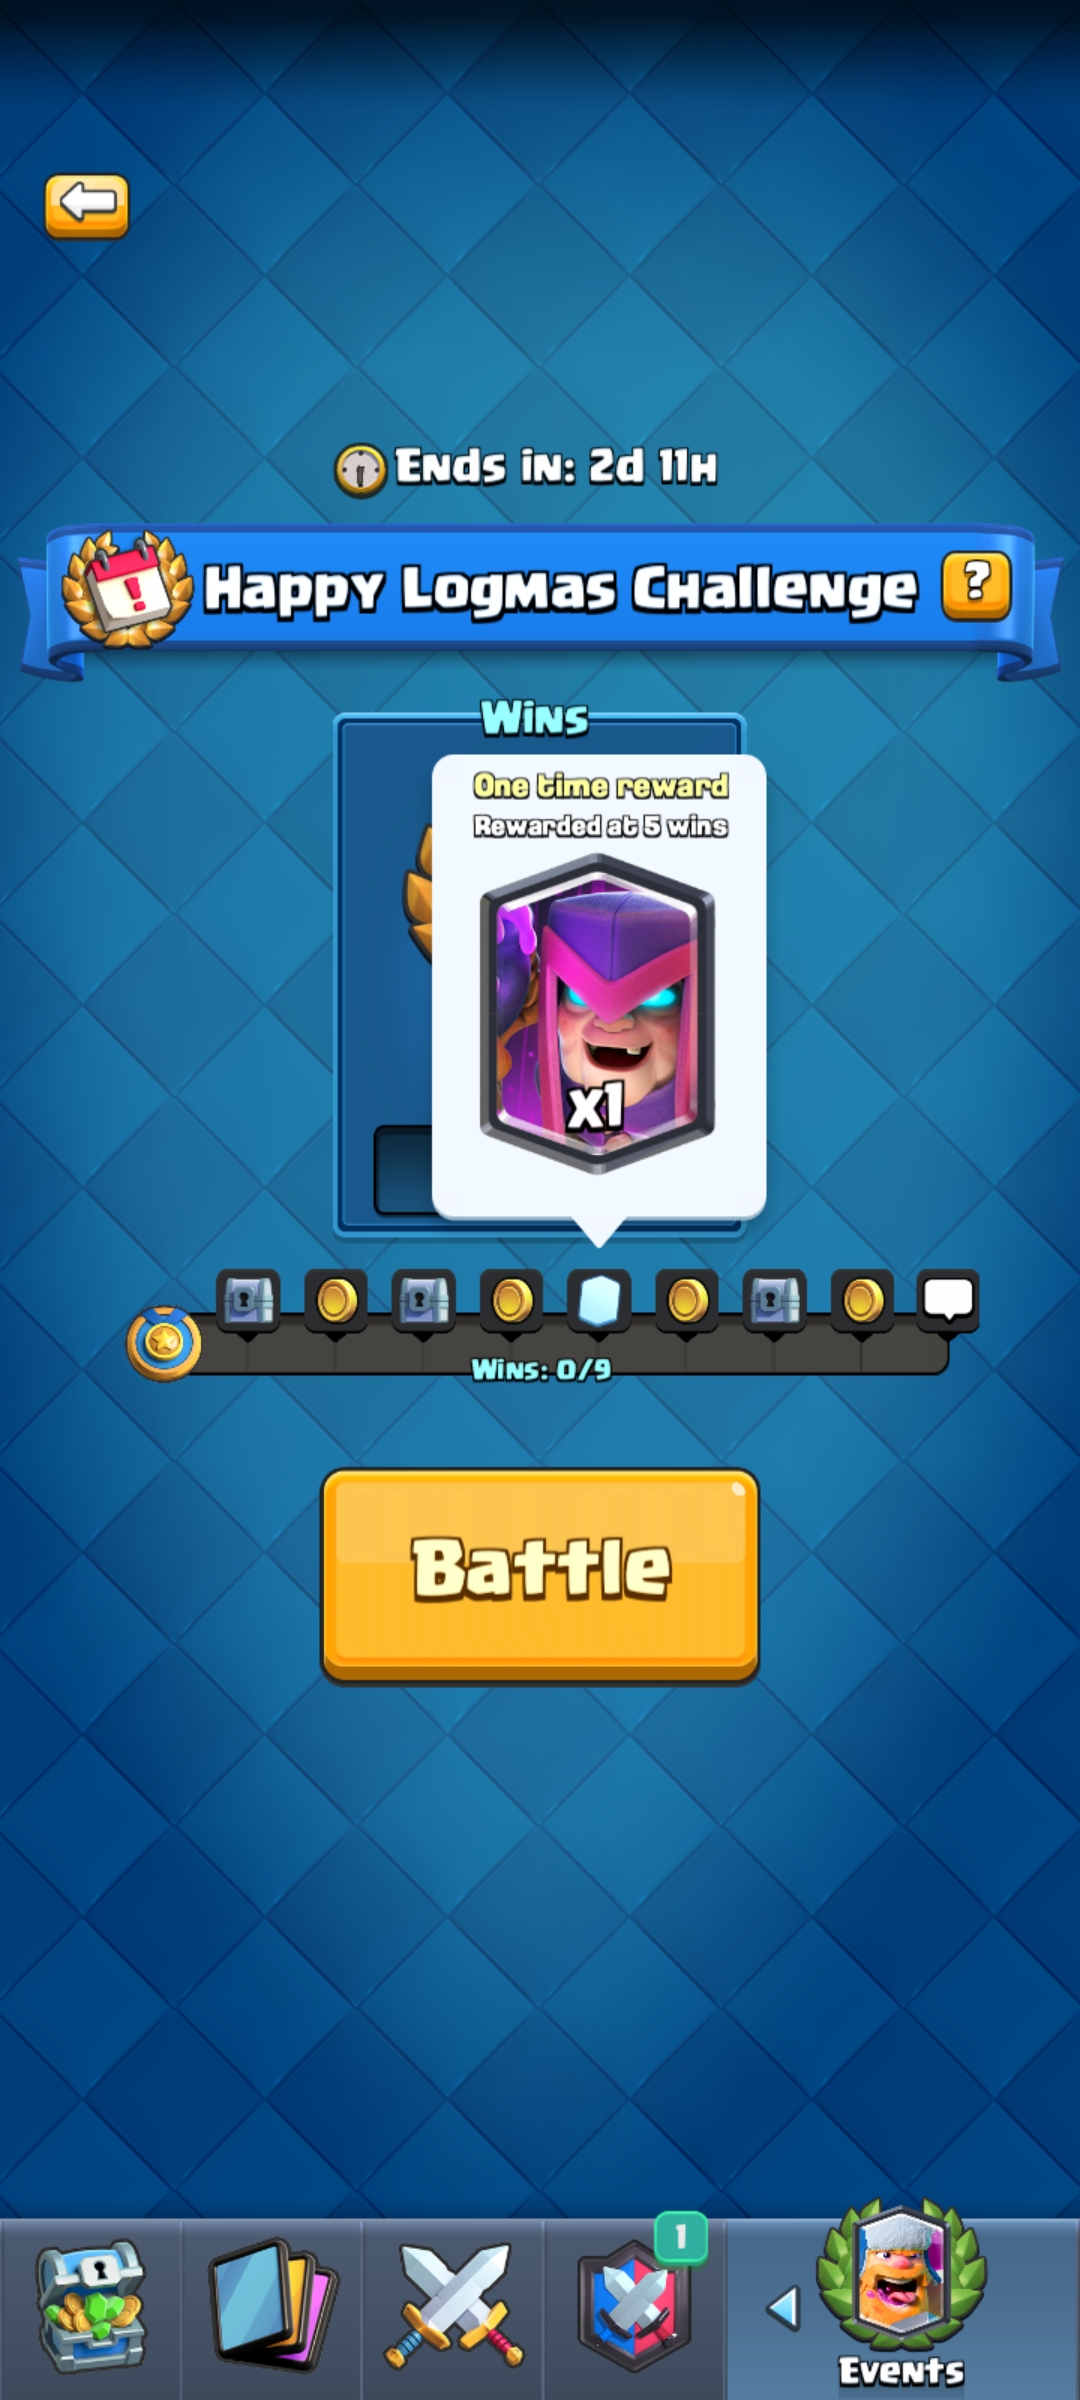 Ends in: 2d 11h
Happy Logmas Challenge
?
Wins
One time reward
Rewarded at 5 wins
x1
Wins: 0/9
Battle
1
Events